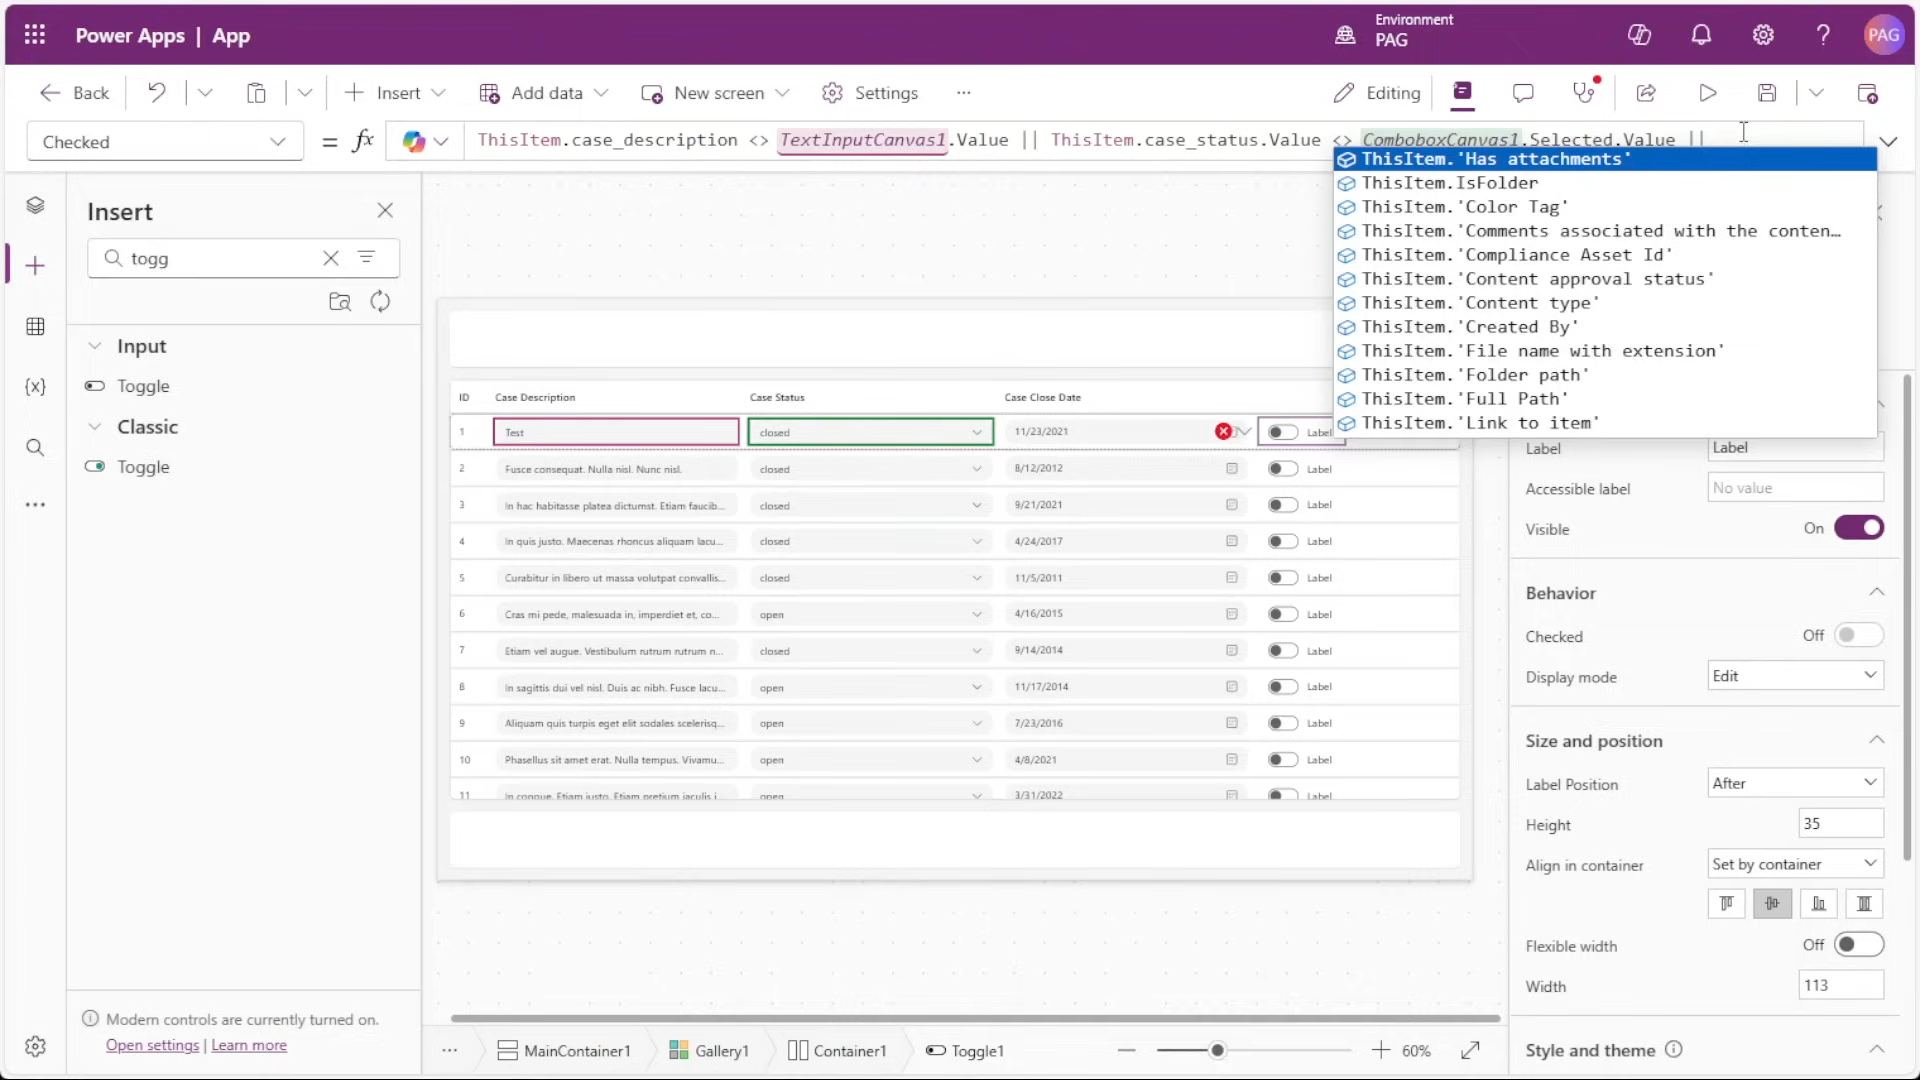 Power Apps | App
Environment
PAG
PAG
Back
Insert
Add data
New screen
Settings
Editing
Checked
= fx
ThisItem.case_description <> TextInputCanvas1.Value || ThisItem.case_status.Value <> ComboboxCanvas1.Selected.Value ||
ThisItem.'Has attachments'
ThisItem.IsFolder
ThisItem.'Color Tag'
ThisItem.'Comments associated with the conten…
ThisItem.'Compliance Asset Id'
ThisItem.'Content approval status'
ThisItem.'Content type'
ThisItem.'Created By'
ThisItem.'File name with extension'
ThisItem.'Folder path'
ThisItem.'Full Path'
ThisItem.'Link to item'
Insert
togg
Input
Toggle
Classic
Toggle
Modern controls are currently turned on.
Open settings | Learn more
ID Case Description Case Status Case Close Date
1 Test closed 11/23/2021 Label
2 Fusce consequat. Nulla nisl. Nunc nisl. closed 8/12/2012 Label
3 In hac habitasse platea dictumst. Etiam faucib... closed 9/21/2021 Label
4 In quis justo. Maecenas rhoncus aliquam lacu... closed 4/24/2017 Label
5 Curabitur in libero ut massa volutpat convallis... closed 11/5/2011 Label
6 Cras mi pede, malesuada in, imperdiet et, co... open 4/16/2015 Label
7 Etiam vel augue. Vestibulum rutrum rutrum n... closed 9/14/2014 Label
8 In sagittis dui vel nisl. Duis ac nibh. Fusce lacu... open 11/17/2014 Label
9 Aliquam quis turpis eget elit sodales scelerisq... open 7/23/2016 Label
10 Phasellus sit amet erat. Nulla tempus. Vivamu... open 4/8/2021 Label
11 In congue. Etiam justo. Etiam pretium iaculis i... open 3/31/2022 Label
Label Label
Accessible label No value
Visible On
Behavior
Checked Off
Display mode Edit
Size and position
Label Position After
Height 35
Align in container Set by container
Flexible width Off
Width 113
Style and theme
MainContainer1 Gallery1 Container1 Toggle1
60%